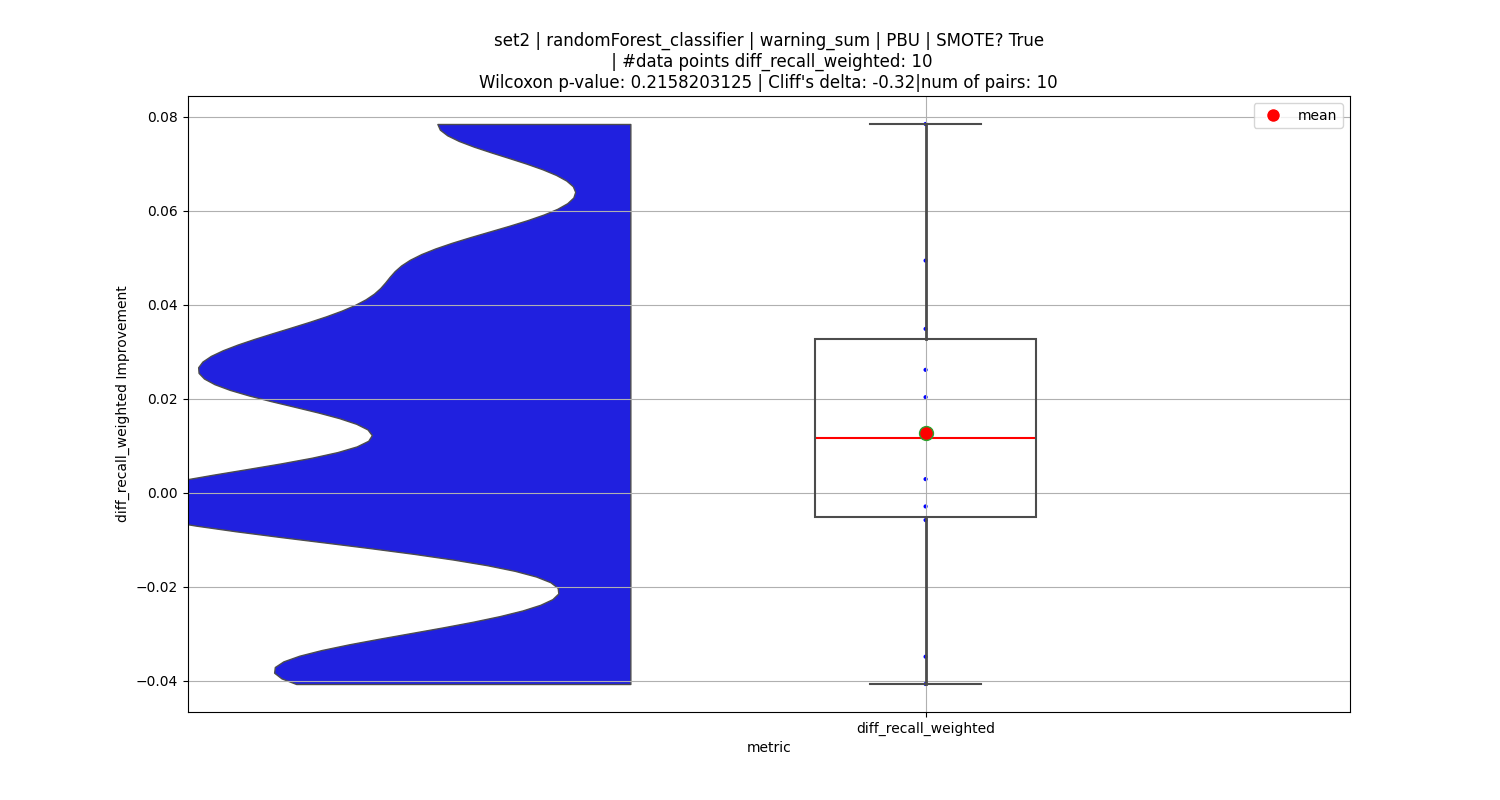 set2 | randomForest_classifier | warning_sum | PBU | SMOTE? True
| #data points diff_recall_weighted: 10
Wilcoxon p-value: 0.2158203125 | Cliff's delta: -0.32|num of pairs: 10
mean
0.08
0.06
0.04
0.02
0.00
−0.02
−0.04
diff_recall_weighted Improvement
diff_recall_weighted
metric